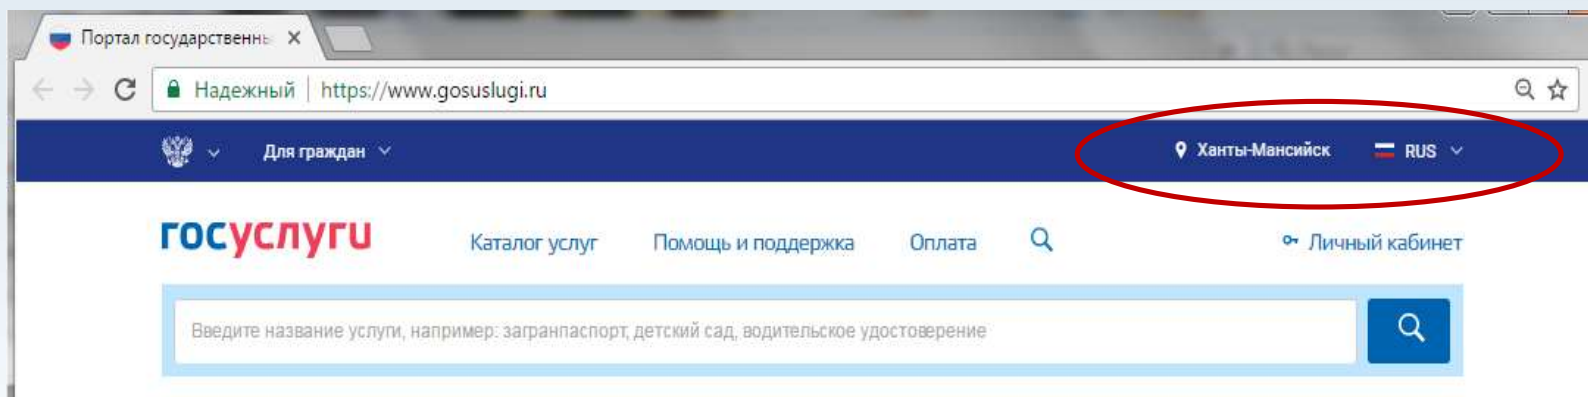 Портал государственны
Надежный https://www.gosuslugi.ru
Для граждан Ханты-Мансийск RUS
госуслуги Каталог услуг Помощь и поддержка Оплата Личный кабинет
Введите название услуги, например: загранпаспорт, детский сад, водительское удостоверение